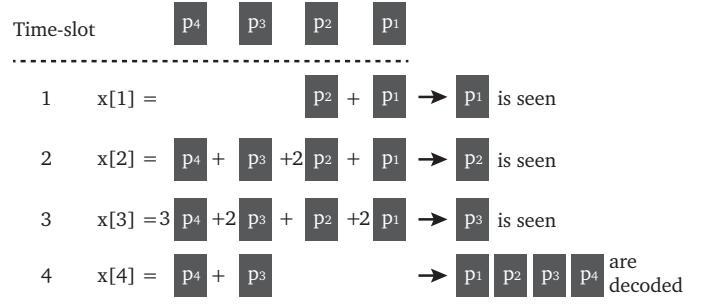 Time-slot p4 p3 p2 p1
1 x[1] = p2 + p1 → p1 is seen
2 x[2] = p4 + p3 +2 p2 + p1 → p2 is seen
3 x[3] =3 p4 +2 p3 + p2 +2 p1 → p3 is seen
4 x[4] = p4 + p3 → p1 p2 p3 p4 are
decoded